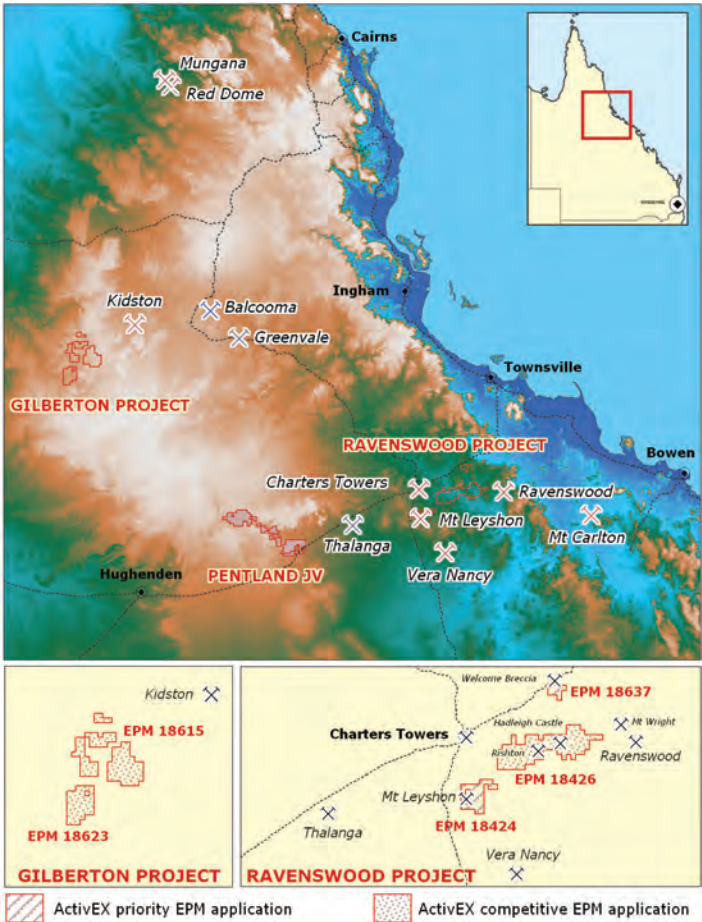 Cairns
Mungana
Red Dome
Ingham
Kidston
Balcooma
Greenvale
Townsville
GILBERTON PROJECT
RAVENSWOOD PROJECT
Bowen
Charters Towers
Ravenswood
Mt Leyshon
Mt Carlton
Thalanga
PENTLAND JV
Vera Nancy
Hughenden
Kidston
EPM 18615
EPM 18623
GILBERTON PROJECT
Welcome Breccia
EPM 18637
Charters Towers
Hadleigh Castle
Mt Wright
Rishton
Ravenswood
EPM 18426
Mt Leyshon
EPM 18424
Thalanga
Vera Nancy
RAVENSWOOD PROJECT
ActivEX priority EPM application
ActivEX competitive EPM application